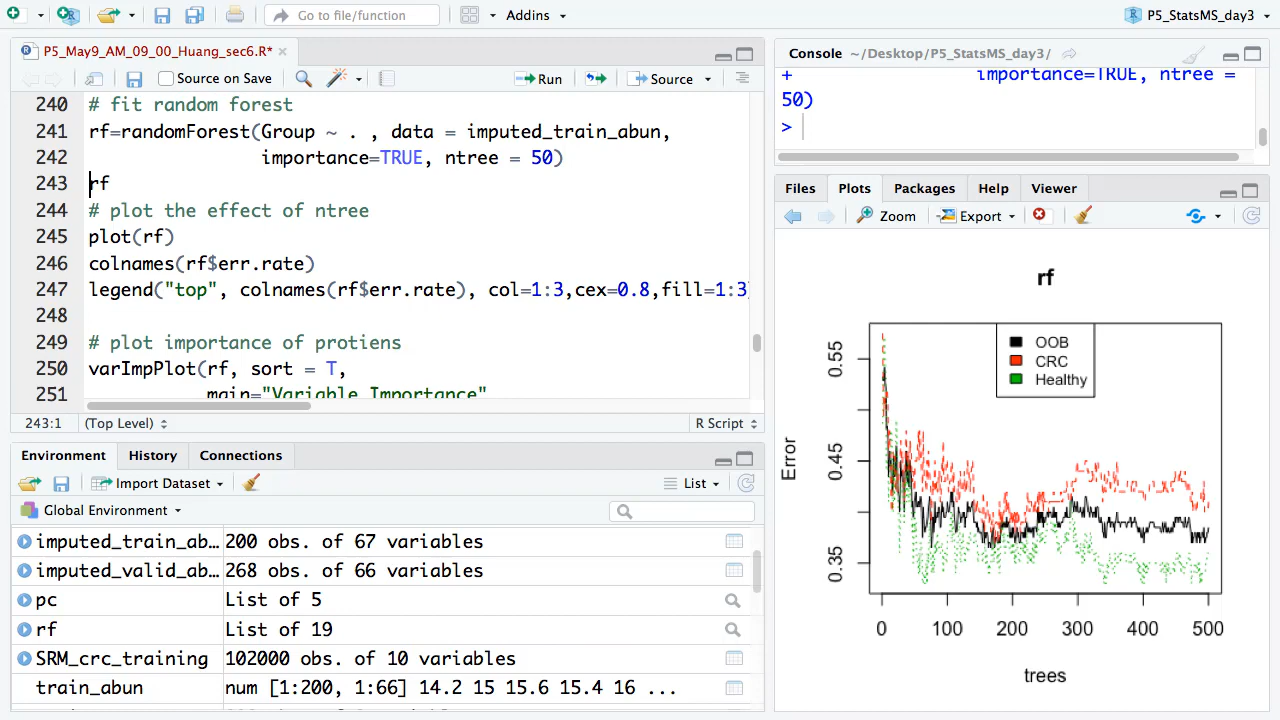 Go to file/function
Addins
P5_StatsMS_day3
P5_May9_AM_09_00_Huang_sec6.R*
Source on Save
Run
Source
240 # fit random forest
241 rf=randomForest(Group ~ . , data = imputed_train_abun,
242 importance=TRUE, ntree = 50)
243 rf
244 # plot the effect of ntree
245 plot(rf)
246 colnames(rf$err.rate)
247 legend("top", colnames(rf$err.rate), col=1:3,cex=0.8,fill=1:3
248
249 # plot importance of protiens
250 varImpPlot(rf, sort = T,
251 main="Variable Importance"
243:1 (Top Level) R Script
Environment History Connections
Import Dataset List
Global Environment
imputed_train_ab… 200 obs. of 67 variables
imputed_valid_ab… 268 obs. of 66 variables
pc List of 5
rf List of 19
SRM_crc_training 102000 obs. of 10 variables
train_abun num [1:200, 1:66] 14.2 15 15.6 15.4 16 ...
Console ~/Desktop/P5_StatsMS_day3/
+ importance=TRUE, ntree =
50)
>
Files Plots Packages Help Viewer
Zoom Export
rf
OOB
CRC
Healthy
Error
0.35 0.45 0.55
0 100 200 300 400 500
trees